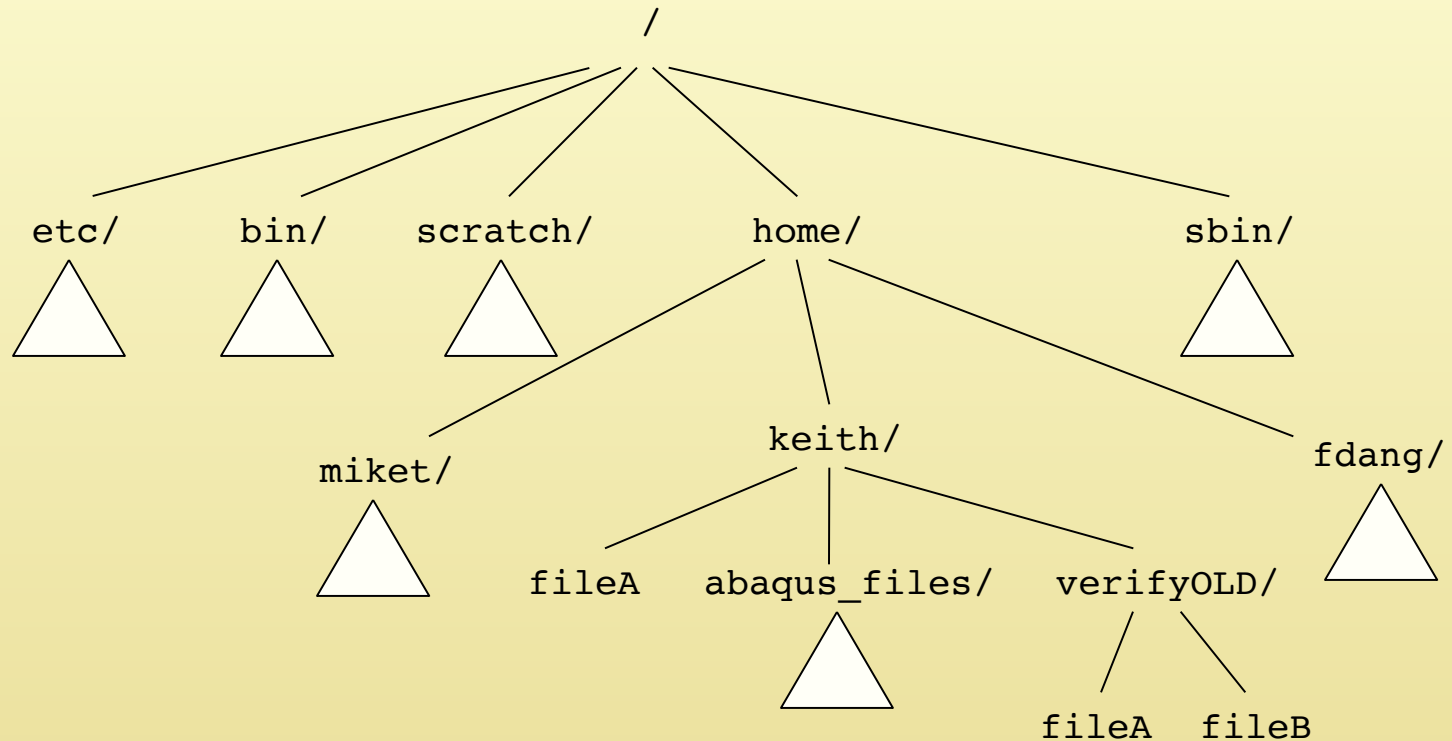 /
etc/ bin/ scratch/ home/ sbin/
keith/
fdang/
miket/
fileA abaqus_files/ verifyOLD/
fileA fileB